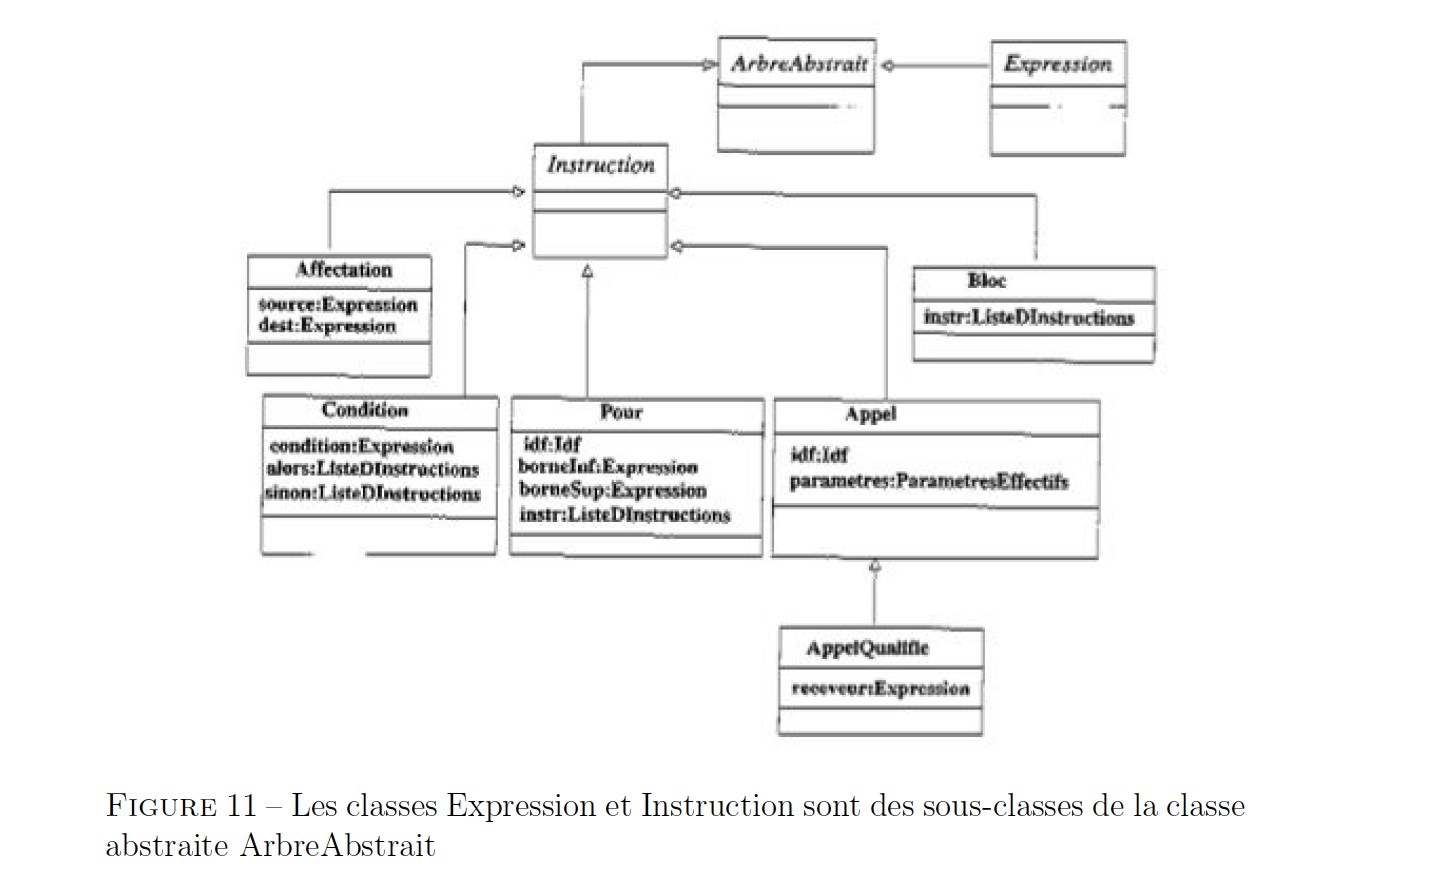 ArbreAbstrait
Expression
Instruction
Affectation
source:Expression
dest:Expression
Bloc
instr:ListeDInstructions
Condition
condition:Expression
alors:ListeDInstructions
sinon:ListeDInstructions
Pour
idf:Idf
borneInf:Expression
borneSup:Expression
instr:ListeDInstructions
Appel
idf:Idf
parametres:ParametresEffectifs
AppelQualifie
receveur:Expression
FIGURE 11 – Les classes Expression et Instruction sont des sous-classes de la classe
abstraite ArbreAbstrait